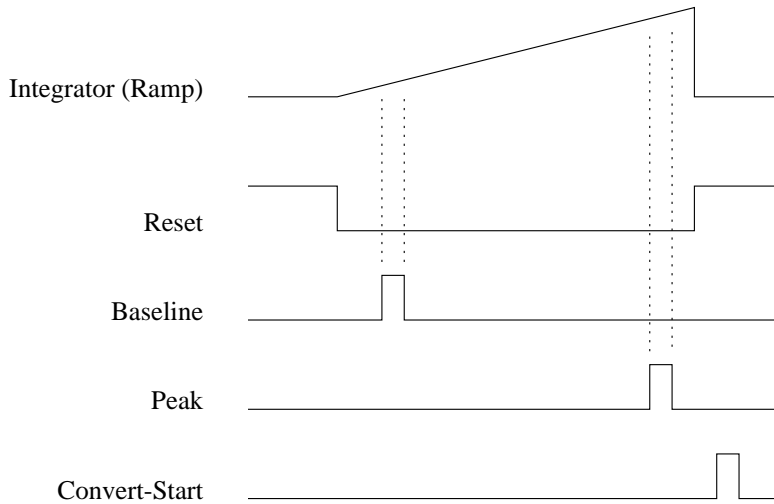 Integrator (Ramp)
Reset
Baseline
Peak
Convert-Start